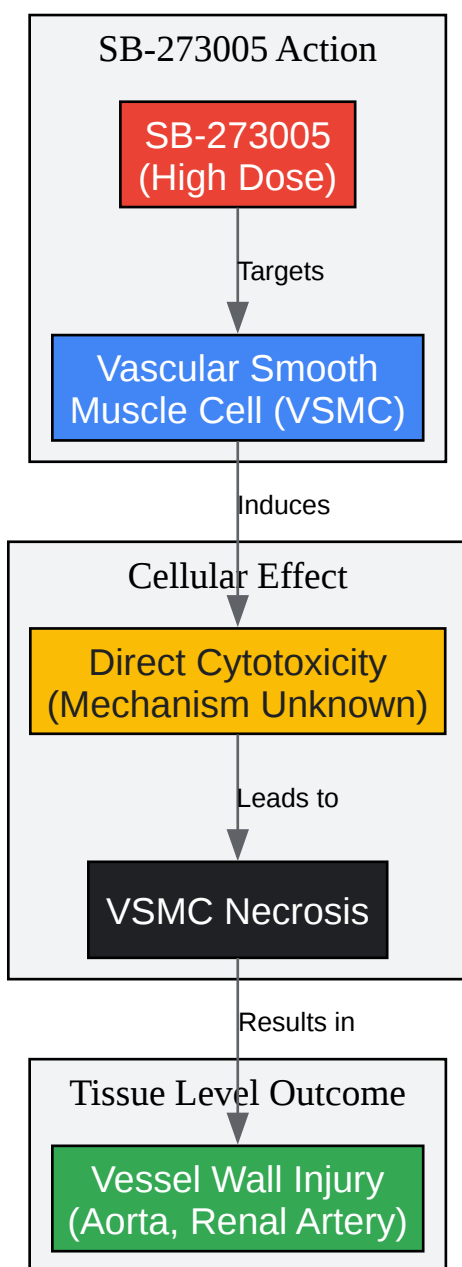 SB-273005 Action
SB-273005
(High Dose)
Targets
Vascular Smooth
Muscle Cell (VSMC)
Induces
Cellular Effect
Direct Cytotoxicity
(Mechanism Unknown)
Leads to
VSMC Necrosis
Results in
Tissue Level Outcome
Vessel Wall Injury
(Aorta, Renal Artery)